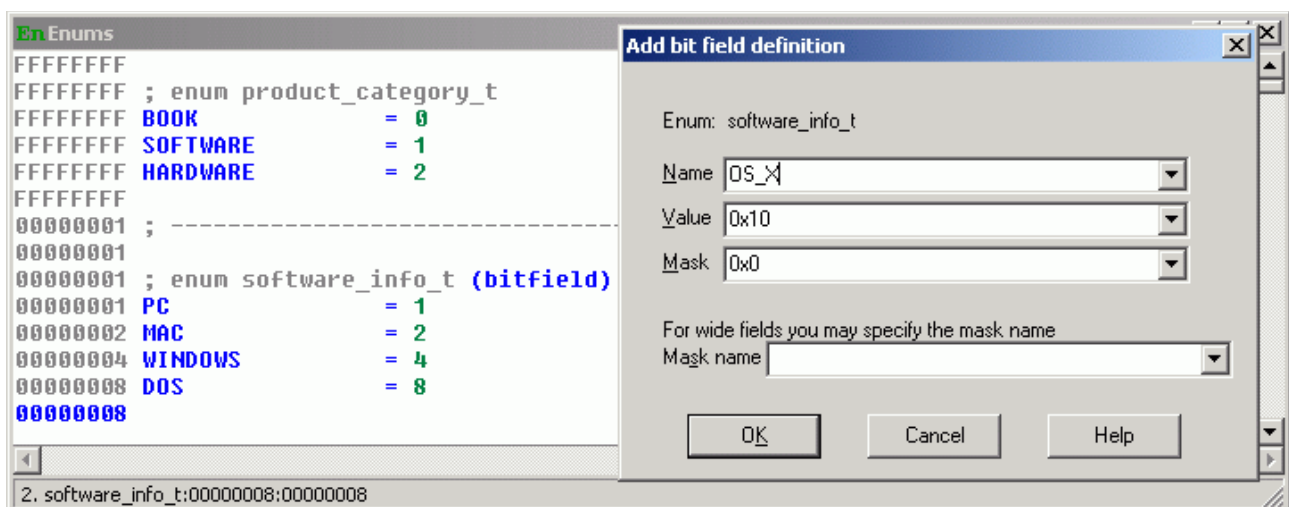 En Enums
FFFFFFFF
FFFFFFFF ; enum product_category_t
FFFFFFFF BOOK = 0
FFFFFFFF SOFTWARE = 1
FFFFFFFF HARDWARE = 2
FFFFFFFF
00000001 ; --------------------------------
00000001
00000001 ; enum software_info_t (bitfield)
00000001 PC = 1
00000002 MAC = 2
00000004 WINDOWS = 4
00000008 DOS = 8
00000008
2. software_info_t:00000008:00000008
Add bit field definition
Enum: software_info_t
Name OS_X
Value 0x10
Mask 0x0
For wide fields you may specify the mask name
Mask name
OK Cancel Help